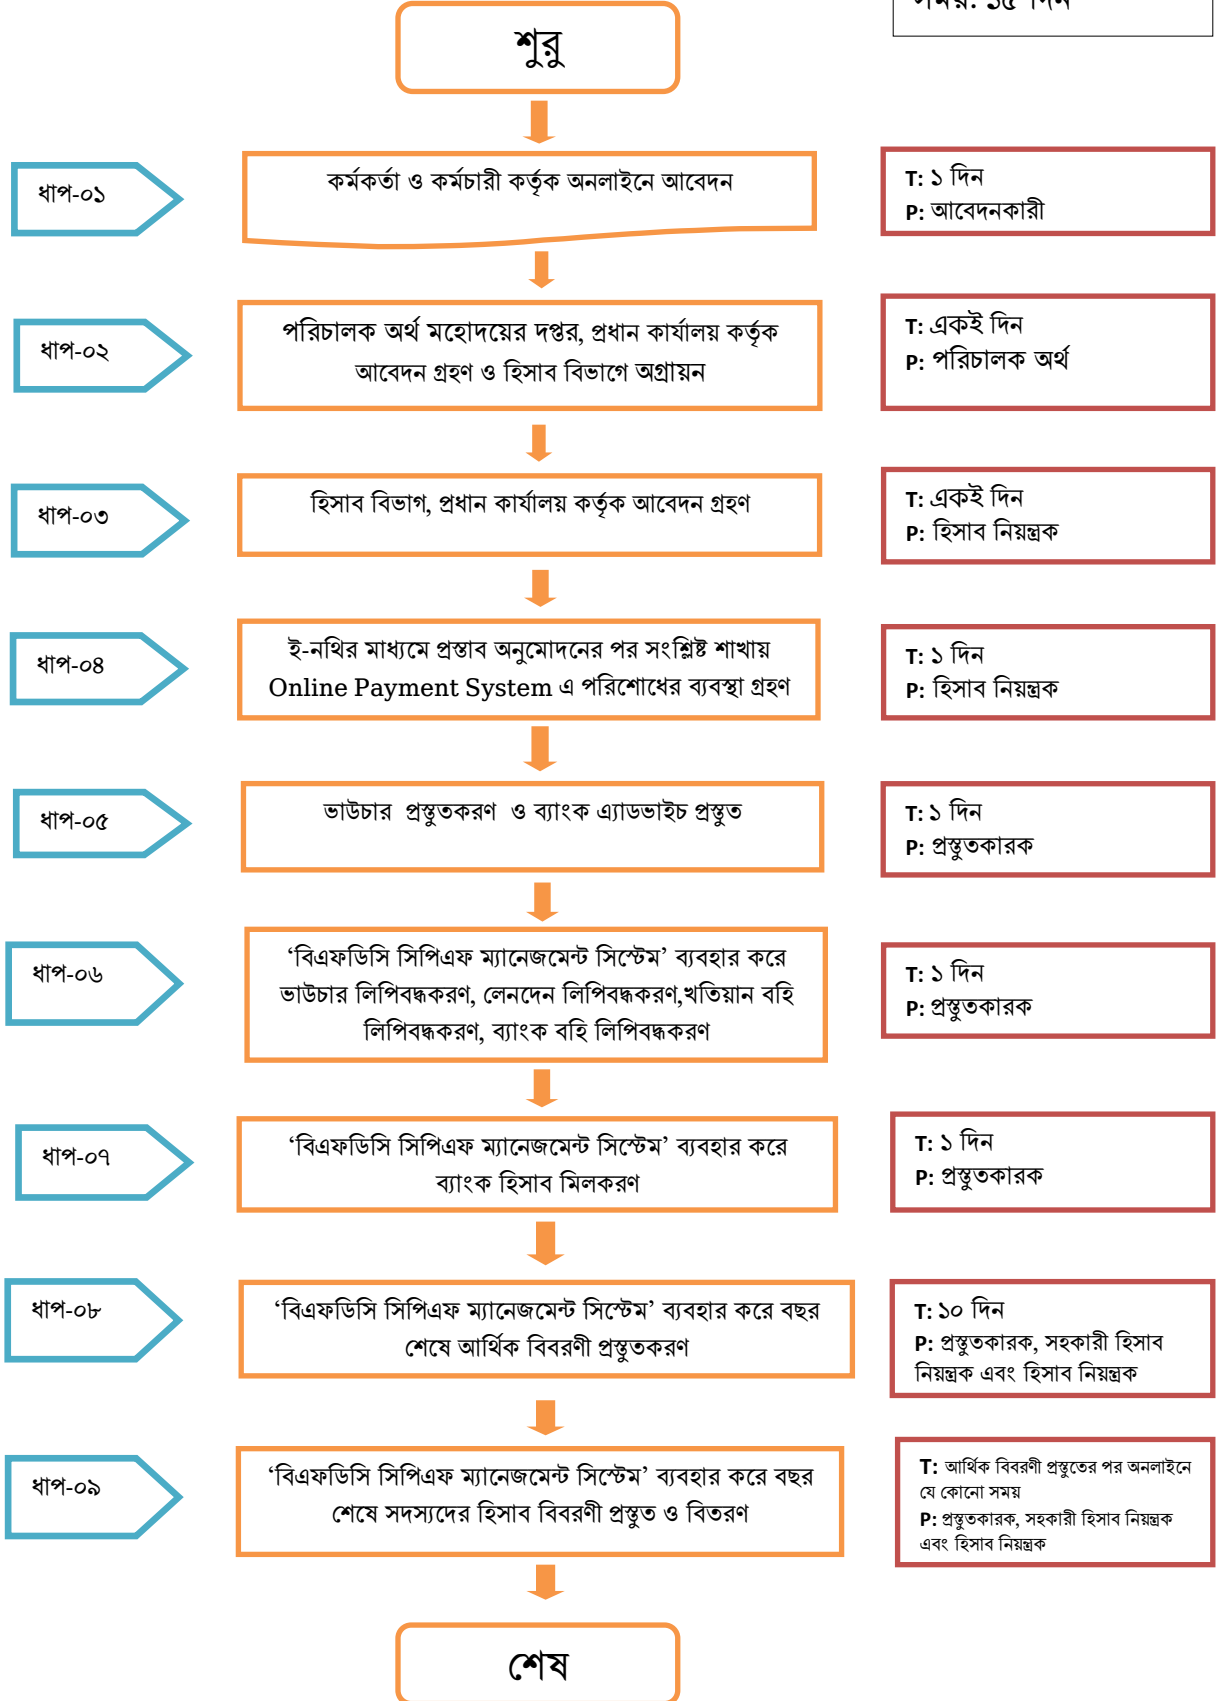 সময়: ১৫ দিন
শুরু
ধাপ-০১
কর্মকর্তা ও কর্মচারী কর্তৃক অনলাইনে আবেদন
T: ১ দিন
P: আবেদনকারী
ধাপ-০২
পরিচালক অর্থ মহোদয়ের দপ্তর, প্রধান কার্যালয় কর্তৃক
আবেদন গ্রহণ ও হিসাব বিভাগে অগ্রায়ন
T: একই দিন
P: পরিচালক অর্থ
ধাপ-০৩
হিসাব বিভাগ, প্রধান কার্যালয় কর্তৃক আবেদন গ্রহণ
T: একই দিন
P: হিসাব নিয়ন্ত্রক
ধাপ-০৪
ই-নথির মাধ্যমে প্রস্তাব অনুমোদনের পর সংশ্লিষ্ট শাখায়
Online Payment System এ পরিশোধের ব্যবস্থা গ্রহণ
T: ১ দিন
P: হিসাব নিয়ন্ত্রক
ধাপ-০৫
ভাউচার প্রস্তুতকরণ ও ব্যাংক এ্যাডভাইচ প্রস্তুত
T: ১ দিন
P: প্রস্তুতকারক
ধাপ-০৬
‘বিএফডিসি সিপিএফ ম্যানেজমেন্ট সিস্টেম’ ব্যবহার করে
ভাউচার লিপিবদ্ধকরণ, লেনদেন লিপিবদ্ধকরণ,খতিয়ান বহি
লিপিবদ্ধকরণ, ব্যাংক বহি লিপিবদ্ধকরণ
T: ১ দিন
P: প্রস্তুতকারক
ধাপ-০৭
‘বিএফডিসি সিপিএফ ম্যানেজমেন্ট সিস্টেম’ ব্যবহার করে
ব্যাংক হিসাব মিলকরণ
T: ১ দিন
P: প্রস্তুতকারক
ধাপ-০৮
‘বিএফডিসি সিপিএফ ম্যানেজমেন্ট সিস্টেম’ ব্যবহার করে বছর
শেষে আর্থিক বিবরণী প্রস্তুতকরণ
T: ১০ দিন
P: প্রস্তুতকারক, সহকারী হিসাব
নিয়ন্ত্রক এবং হিসাব নিয়ন্ত্রক
ধাপ-০৯
‘বিএফডিসি সিপিএফ ম্যানেজমেন্ট সিস্টেম’ ব্যবহার করে বছর
শেষে সদস্যদের হিসাব বিবরণী প্রস্তুত ও বিতরণ
T: আর্থিক বিবরণী প্রস্তুতের পর অনলাইনে
যে কোনো সময়
P: প্রস্তুতকারক, সহকারী হিসাব নিয়ন্ত্রক
এবং হিসাব নিয়ন্ত্রক
শেষ